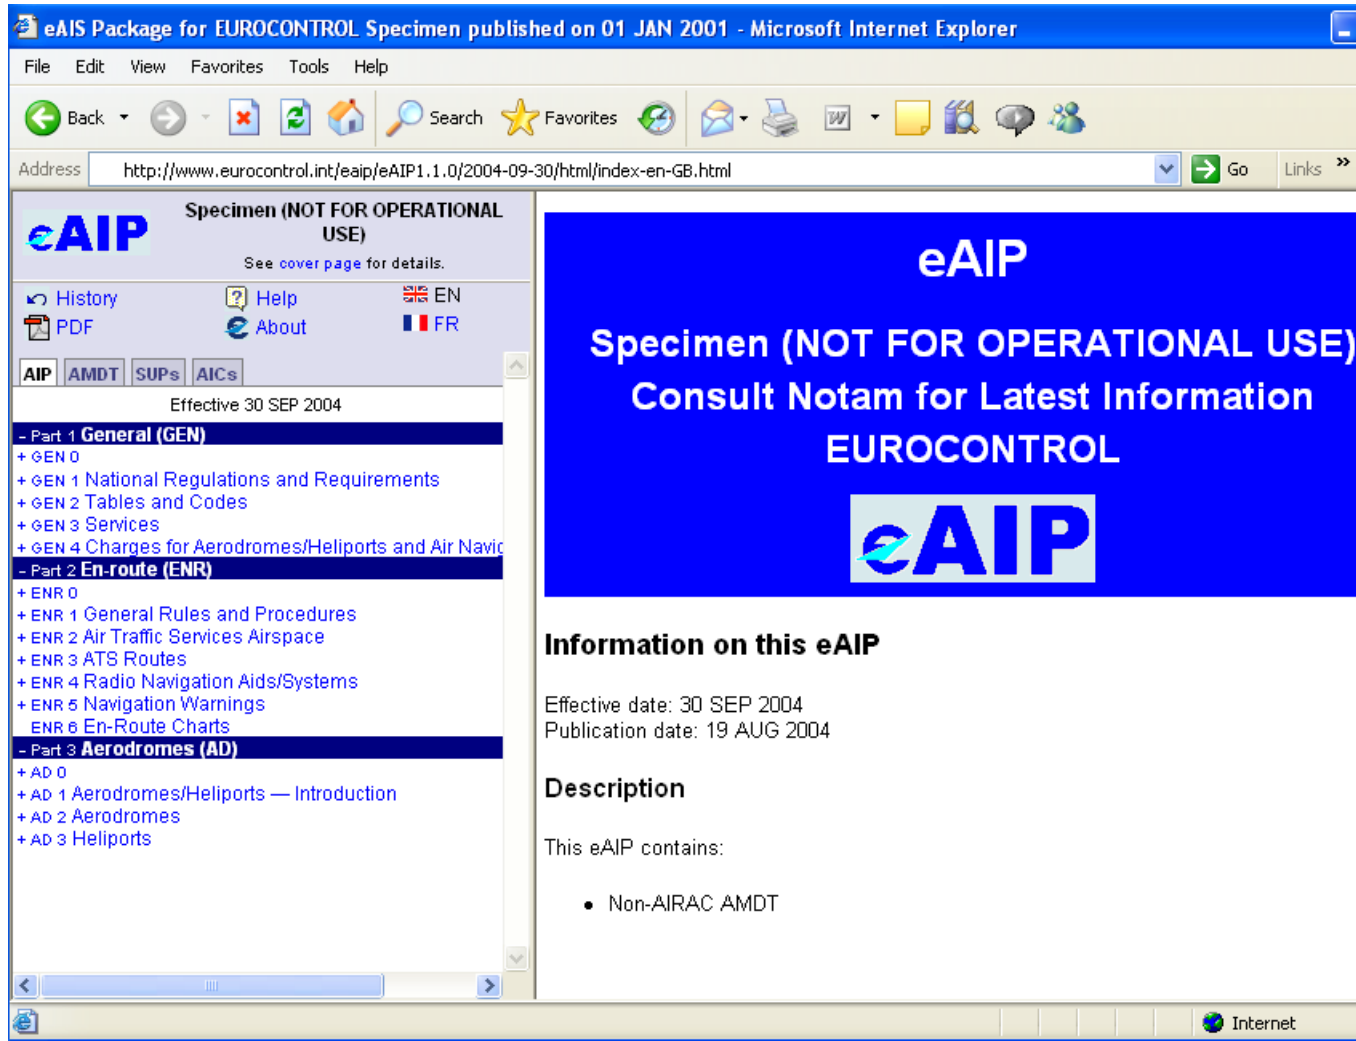 eAIS Package for EUROCONTROL Specimen published on 01 JAN 2001 - Microsoft Internet Explorer
File Edit View Favorites Tools Help
Back Search Favorites
Address http://www.eurocontrol.int/eaip/eAIP1.1.0/2004-09-30/html/index-en-GB.html Go Links »
eAIP
Specimen (NOT FOR OPERATIONAL
USE)
See cover page for details.
History Help EN
PDF About FR
AIP AMDT SUPs AICs
Effective 30 SEP 2004
- Part 1 General (GEN)
+ GEN 0
+ GEN 1 National Regulations and Requirements
+ GEN 2 Tables and Codes
+ GEN 3 Services
+ GEN 4 Charges for Aerodromes/Heliports and Air Navig
- Part 2 En-route (ENR)
+ ENR 0
+ ENR 1 General Rules and Procedures
+ ENR 2 Air Traffic Services Airspace
+ ENR 3 ATS Routes
+ ENR 4 Radio Navigation Aids/Systems
+ ENR 5 Navigation Warnings
ENR 6 En-Route Charts
- Part 3 Aerodromes (AD)
+ AD 0
+ AD 1 Aerodromes/Heliports — Introduction
+ AD 2 Aerodromes
+ AD 3 Heliports
eAIP
Specimen (NOT FOR OPERATIONAL USE)
Consult Notam for Latest Information
EUROCONTROL
eAIP
Information on this eAIP
Effective date: 30 SEP 2004
Publication date: 19 AUG 2004
Description
This eAIP contains:
• Non-AIRAC AMDT
Internet